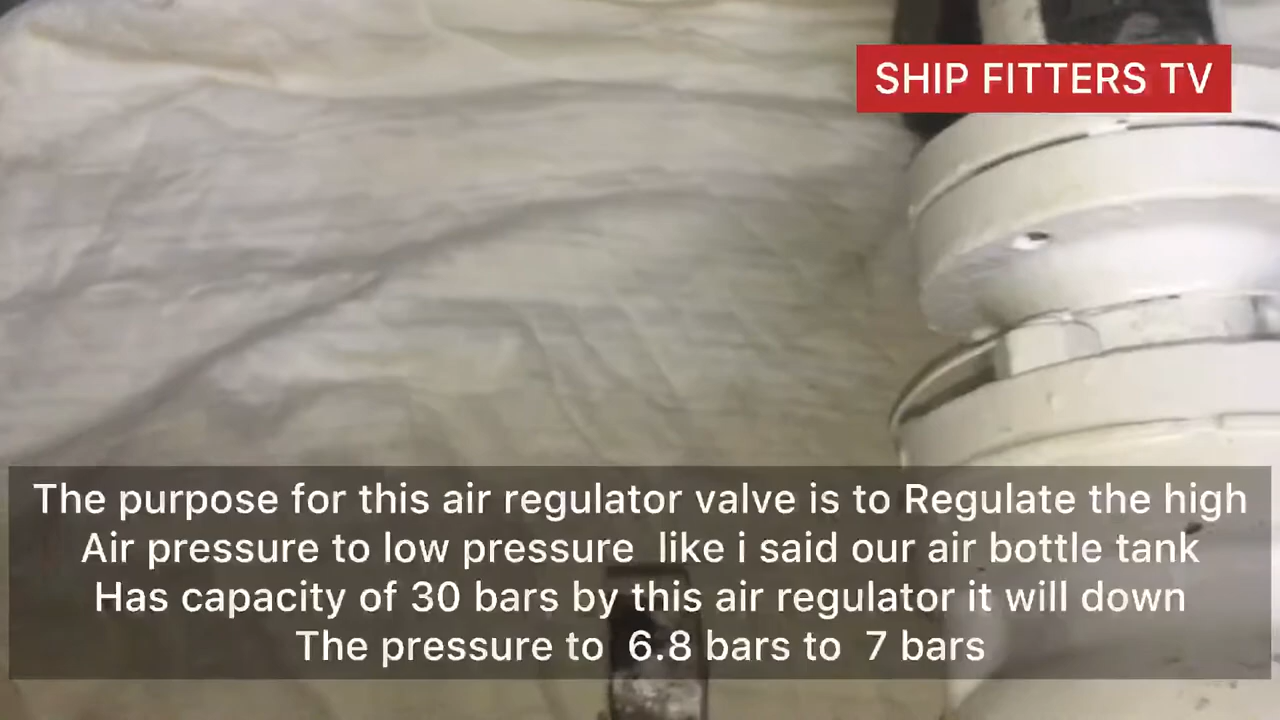 SHIP FITTERS TV
The purpose for this air regulator valve is to Regulate the high
Air pressure to low pressure like i said our air bottle tank
Has capacity of 30 bars by this air regulator it will down
The pressure to 6.8 bars to 7 bars